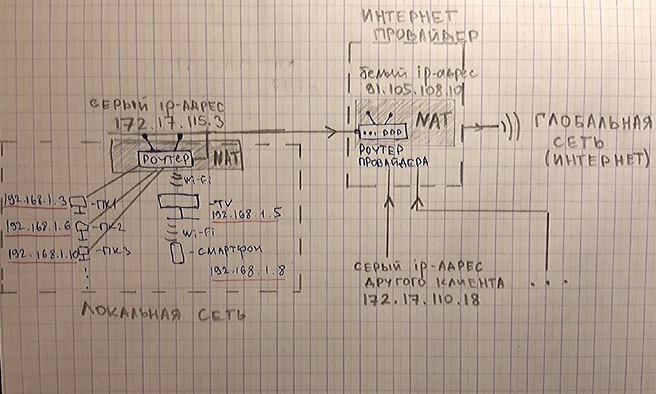 ИНТЕРНЕТ
ПРОВАЙДЕР
белый ip-адрес
91.105.108.10
СЕРЫЙ ip-АДРЕС
172.17.115.3
NAT
РОУТЕР
ПРОВАЙДЕРА
ГЛОБАЛЬНАЯ
СЕТЬ
(ИНТЕРНЕТ)
РОУТЕР
NAT
Wi-Fi
192.168.1.3
-ПК1
-TV
192.168.1.5
192.168.1.6
-ПК2
Wi-Fi
192.168.1.10
-ПК3
-СМАРТФОН
192.168.1.8
ЛОКАЛЬНАЯ СЕТЬ
СЕРЫЙ ip-АДРЕС
ДРУГОГО КЛИЕНТА
172.17.110.18
...